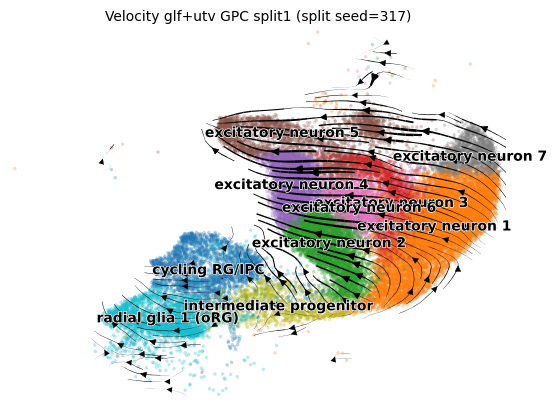 Velocity glf+utv GPC split1 (split seed=317)
excitatory neuron 5
excitatory neuron 7
excitatory neuron 4
excitatory neuron 3
excitatory neuron 6
excitatory neuron 1
excitatory neuron 2
cycling RG/IPC
intermediate progenitor
radial glia 1 (oRG)